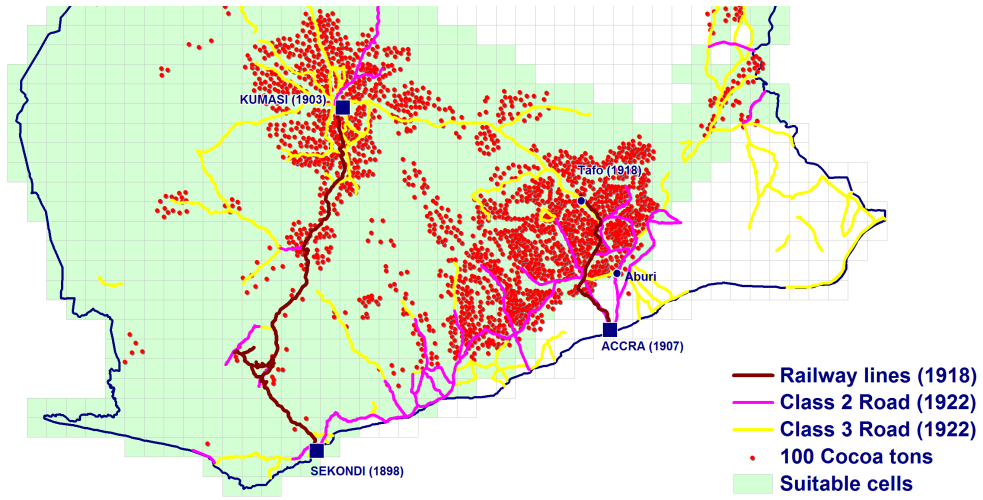 KUMASI (1903)
Tafo (1918)
Aburi
ACCRA (1907)
SEKONDI (1898)
Railway lines (1918)
Class 2 Road (1922)
Class 3 Road (1922)
100 Cocoa tons
Suitable cells